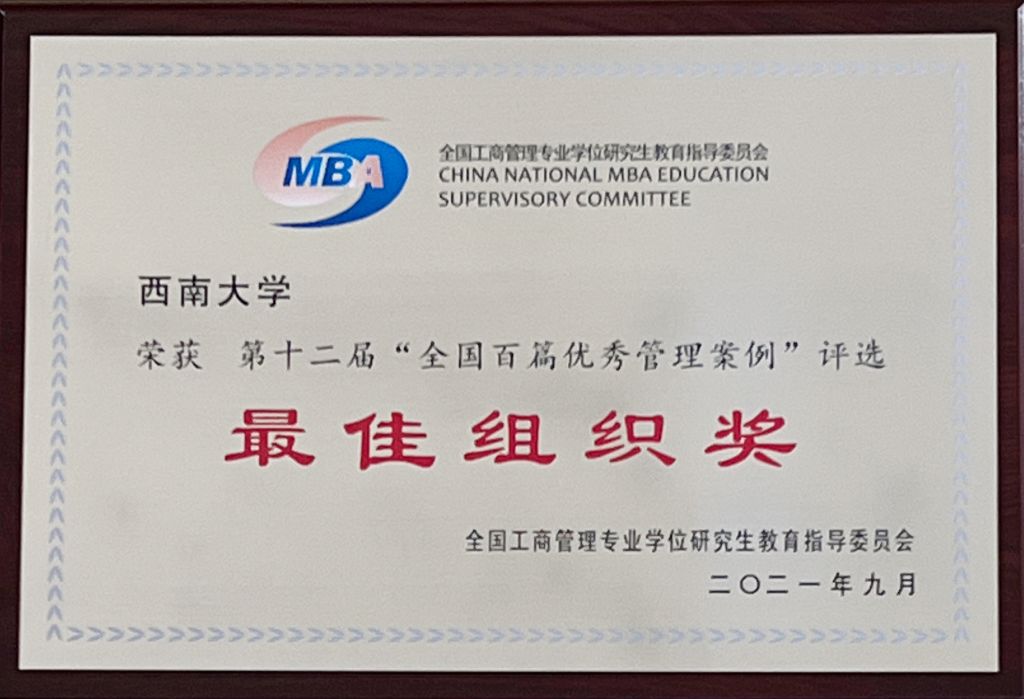 MBA
全国工商管理专业学位研究生教育指导委员会
CHINA NATIONAL MBA EDUCATION
SUPERVISORY COMMITTEE
西南大学
荣获 第十二届“全国百篇优秀管理案例”评选
最佳组织奖
全国工商管理专业学位研究生教育指导委员会
二〇二一年九月